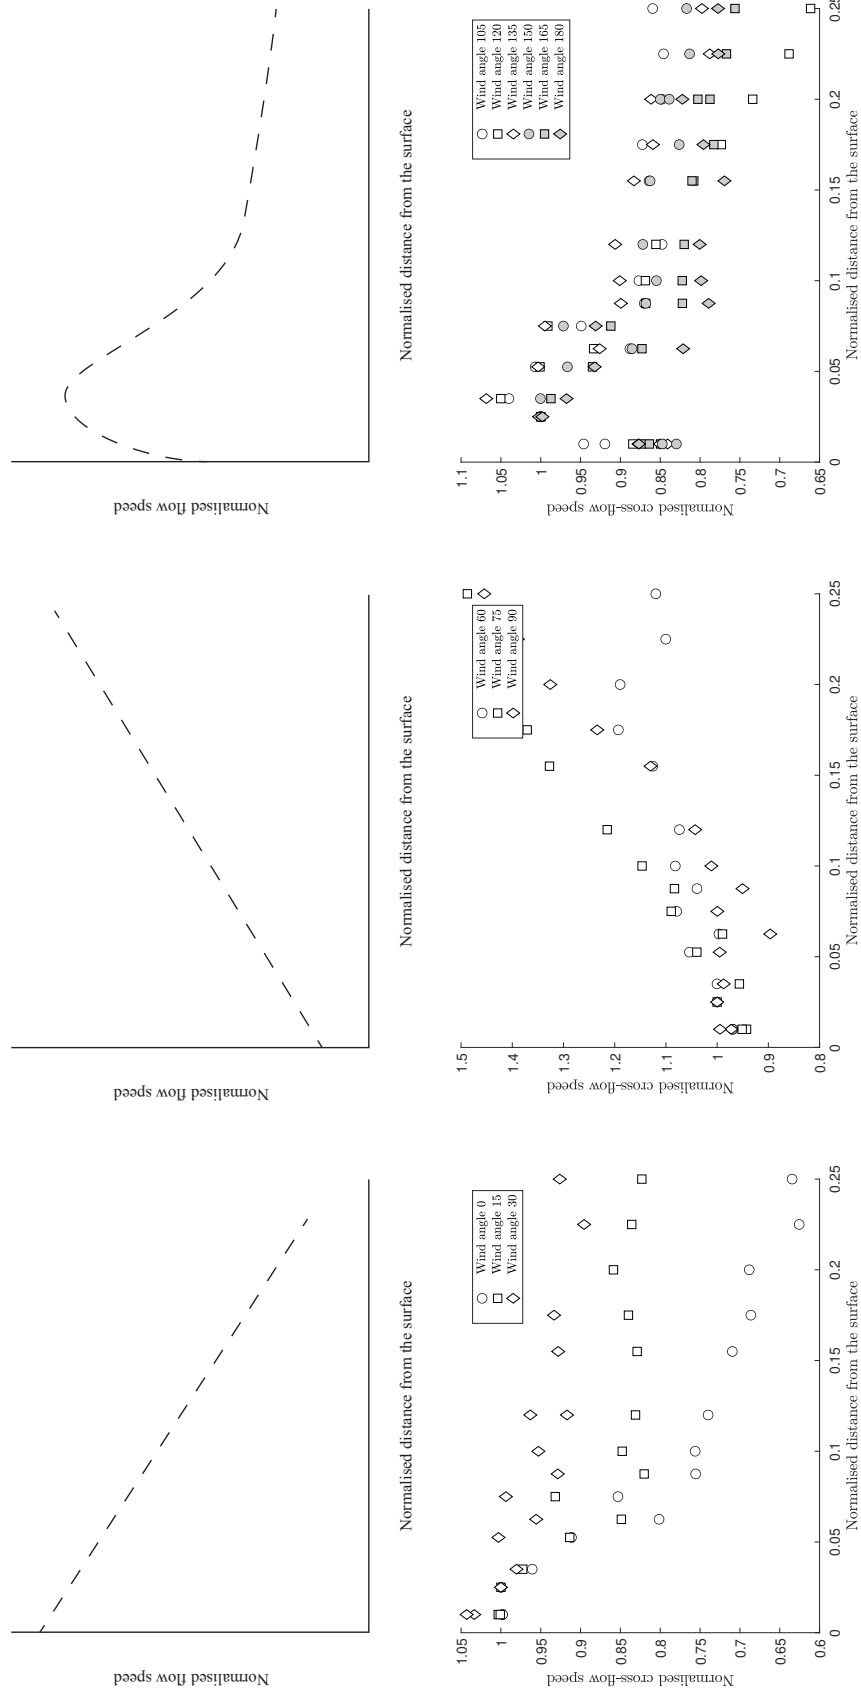 Normalised flow speed
Normalised distance from the surface
Normalised flow speed
Normalised distance from the surface
Normalised flow speed
Normalised distance from the surface
1.05
1
0.95
0.9
0.85
0.8
0.75
0.7
0.65
0.6
Normalised cross-flow speed
Wind angle 0
Wind angle 15
Wind angle 30
0
0.05
0.1
0.15
0.2
0.25
Normalised distance from the surface
1.5
1.4
1.3
1.2
1.1
1
0.9
0.8
Normalised cross-flow speed
Wind angle 60
Wind angle 75
Wind angle 90
0
0.05
0.1
0.15
0.2
0.25
Normalised distance from the surface
1.1
1.05
1
0.95
0.9
0.85
0.8
0.75
0.7
0.65
Normalised cross-flow speed
Wind angle 105
Wind angle 120
Wind angle 135
Wind angle 150
Wind angle 165
Wind angle 180
0
0.05
0.1
0.15
0.2
0.25
Normalised distance from the surface